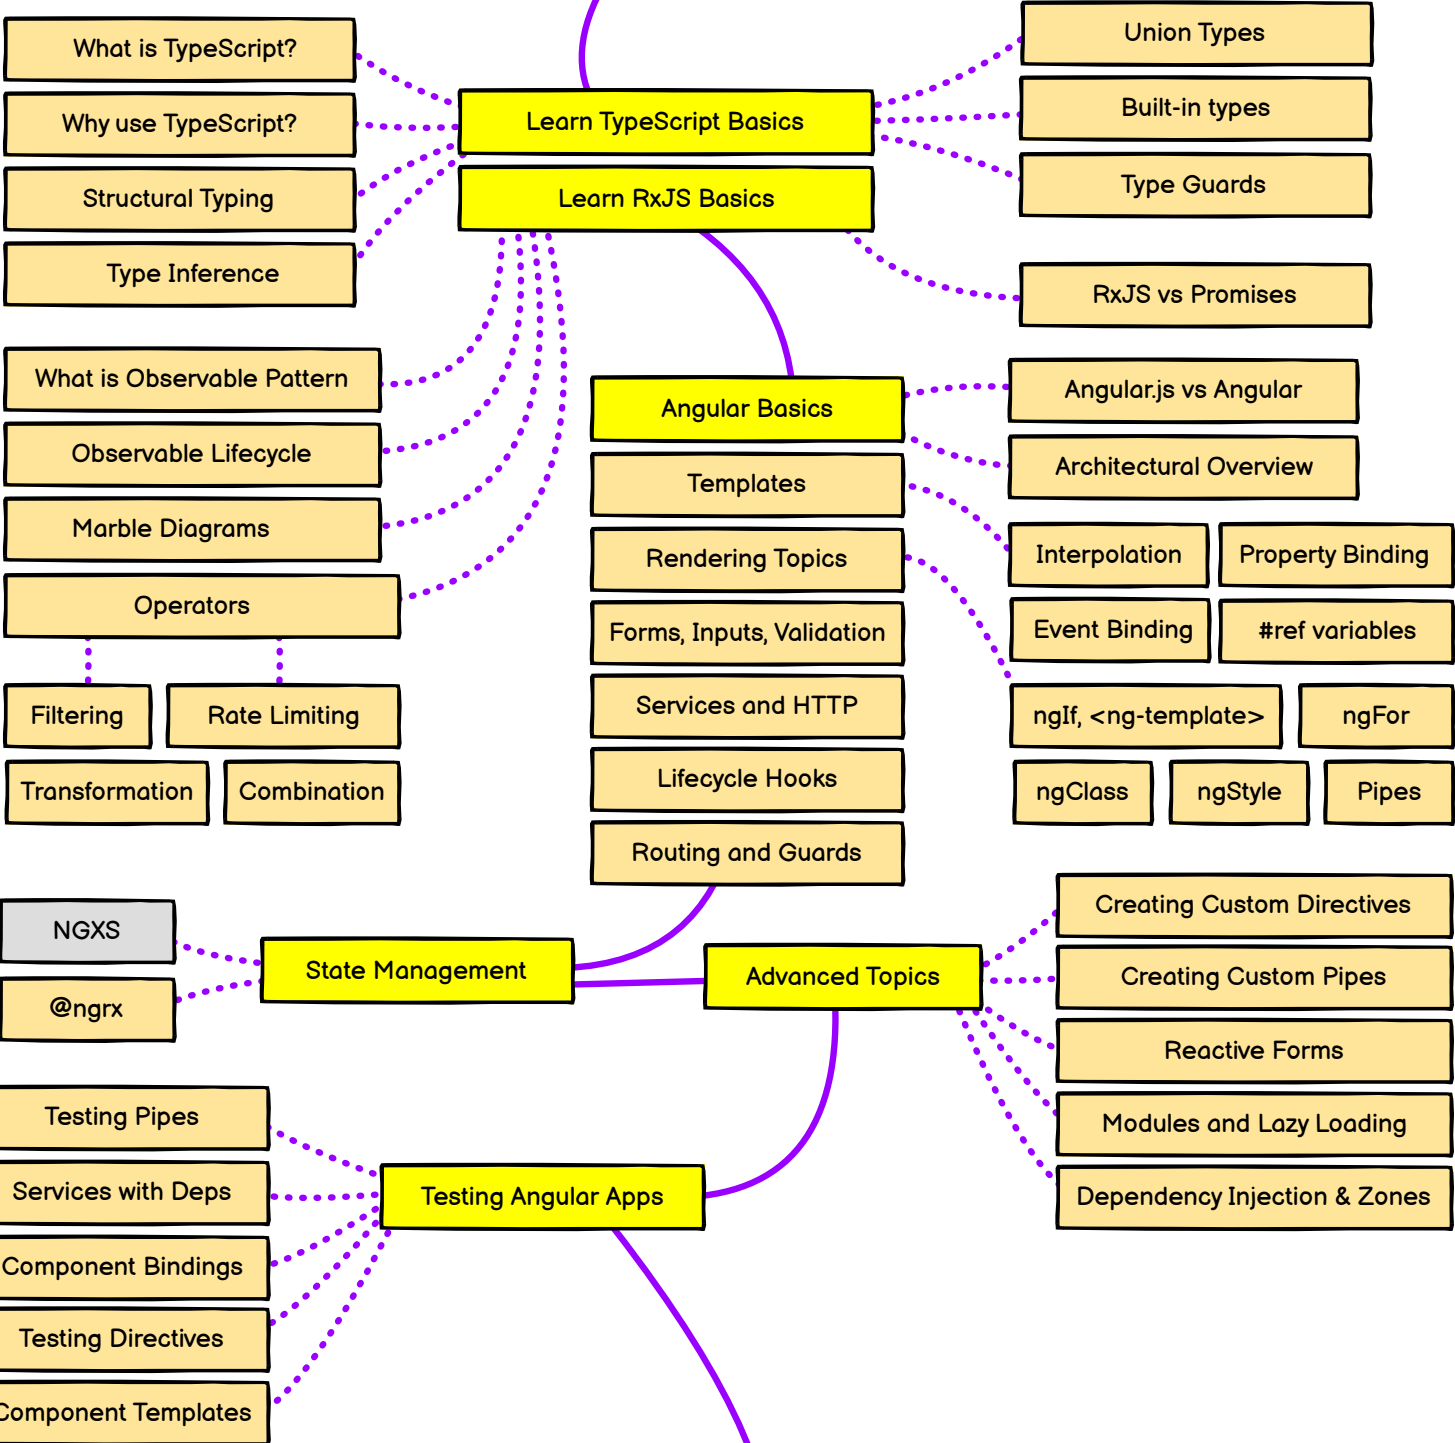 What is TypeScript?
Why use TypeScript?
Structural Typing
Type Inference
Learn TypeScript Basics
Learn RxJS Basics
Union Types
Built-in types
Type Guards
RxJS vs Promises
What is Observable Pattern
Observable Lifecycle
Marble Diagrams
Operators
Filtering
Rate Limiting
Transformation
Combination
Angular Basics
Templates
Rendering Topics
Forms, Inputs, Validation
Services and HTTP
Lifecycle Hooks
Routing and Guards
Angular.js vs Angular
Architectural Overview
Interpolation
Property Binding
Event Binding
#ref variables
ngIf, <ng-template>
ngFor
ngClass
ngStyle
Pipes
NGXS
@ngrx
State Management
Advanced Topics
Creating Custom Directives
Creating Custom Pipes
Reactive Forms
Modules and Lazy Loading
Dependency Injection & Zones
Testing Pipes
Services with Deps
Component Bindings
Testing Directives
Component Templates
Testing Angular Apps